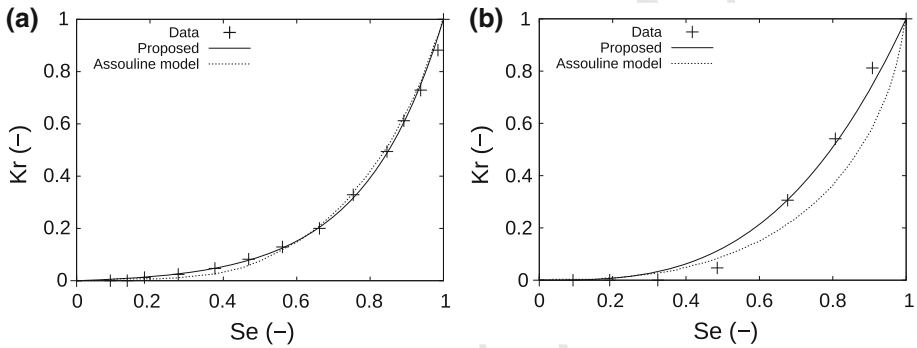 (a)
Data
Proposed
Assouline model
1
0.8
0.6
0.4
0.2
0
Kr (−)
0 0.2 0.4 0.6 0.8 1
Se (−)
(b)
Data
Proposed
Assouline model
1
0.8
0.6
0.4
0.2
0
Kr (−)
0 0.2 0.4 0.6 0.8 1
Se (−)